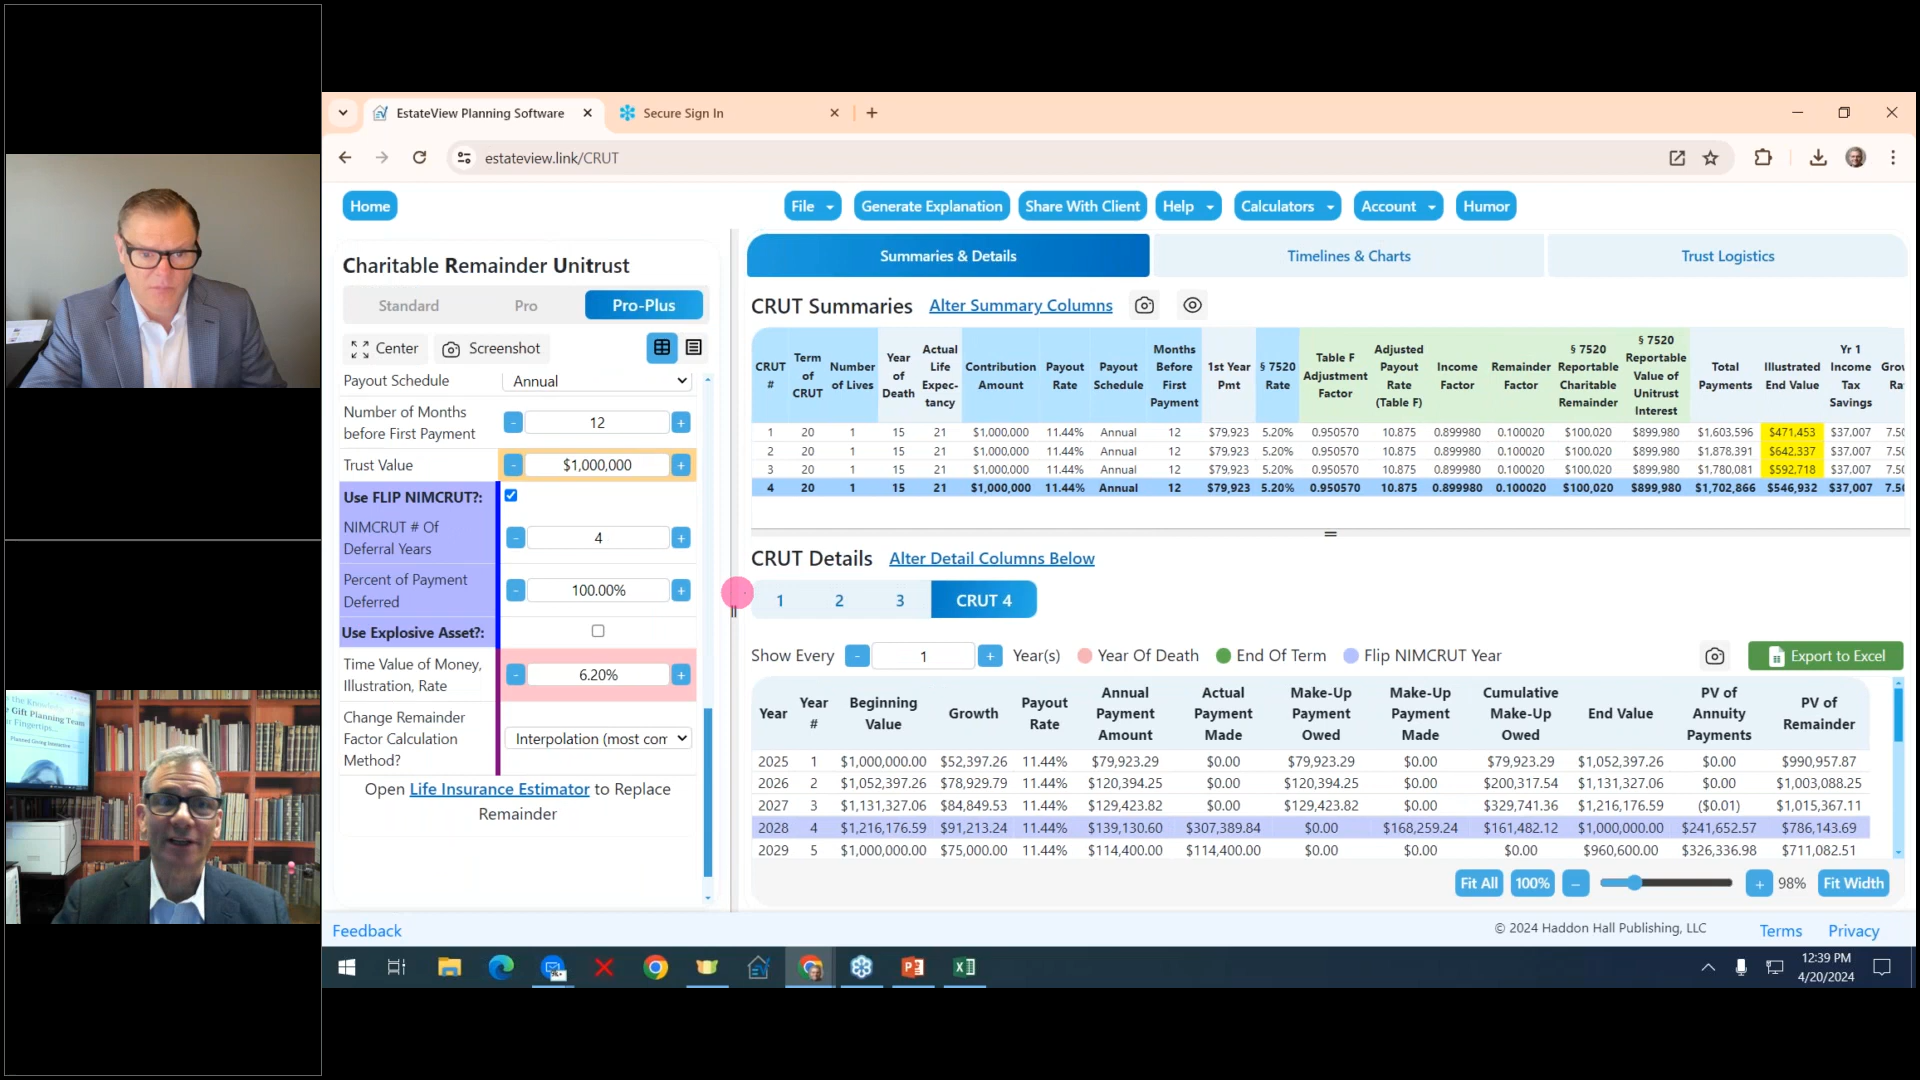 EstateView Planning Software
Secure Sign In
estateview.link/CRUT
Home
File
Generate Explanation
Share With Client
Help
Calculators
Account
Humor
Charitable Remainder Unitrust
Standard
Pro
Pro-Plus
Center
Screenshot
Payout Schedule
Annual
Number of Months
before First Payment
- 12 +
Trust Value
- $1,000,000 +
Use FLIP NIMCRUT?:
NIMCRUT # Of
Deferral Years
- 4 +
Percent of Payment
Deferred
- 100.00% +
Use Explosive Asset?:
Time Value of Money,
Illustration, Rate
- 6.20% +
Change Remainder
Factor Calculation
Method?
Interpolation (most com
Open Life Insurance Estimator to Replace
Remainder
Summaries & Details
Timelines & Charts
Trust Logistics
CRUT Summaries Alter Summary Columns
CRUT #
Term of CRUT
Number of Lives
Year of Death
Actual Life Expec-tancy
Contribution Amount
Payout Rate
Payout Schedule
Months Before First Payment
1st Year Pmt
§ 7520 Rate
Table F Adjustment Factor
Adjusted Payout Rate (Table F)
Income Factor
Remainder Factor
§ 7520 Reportable Charitable Remainder
§ 7520 Reportable Value of Unitrust Interest
Total Payments
Illustrated End Value
Yr 1 Income Tax Savings
Grov Ra
1 20 1 15 21 $1,000,000 11.44% Annual 12 $79,923 5.20% 0.950570 10.875 0.899980 0.100020 $100,020 $899,980 $1,603,596 $471,453 $37,007 7.50
2 20 1 15 21 $1,000,000 11.44% Annual 12 $79,923 5.20% 0.950570 10.875 0.899980 0.100020 $100,020 $899,980 $1,878,391 $642,337 $37,007 7.50
3 20 1 15 21 $1,000,000 11.44% Annual 12 $79,923 5.20% 0.950570 10.875 0.899980 0.100020 $100,020 $899,980 $1,780,081 $592,718 $37,007 7.50
4 20 1 15 21 $1,000,000 11.44% Annual 12 $79,923 5.20% 0.950570 10.875 0.899980 0.100020 $100,020 $899,980 $1,702,866 $546,932 $37,007 7.50
CRUT Details Alter Detail Columns Below
1 2 3 CRUT 4
Show Every - 1 + Year(s) Year Of Death End Of Term Flip NIMCRUT Year
Export to Excel
Year
Year #
Beginning Value
Growth
Payout Rate
Annual Payment Amount
Actual Payment Made
Make-Up Payment Owed
Make-Up Payment Made
Cumulative Make-Up Owed
End Value
PV of Annuity Payments
PV of Remainder
2025 1 $1,000,000.00 $52,397.26 11.44% $79,923.29 $0.00 $79,923.29 $0.00 $79,923.29 $1,052,397.26 $0.00 $990,957.87
2026 2 $1,052,397.26 $78,929.79 11.44% $120,394.25 $0.00 $120,394.25 $0.00 $200,317.54 $1,131,327.06 $0.00 $1,003,088.25
2027 3 $1,131,327.06 $84,849.53 11.44% $129,423.82 $0.00 $129,423.82 $0.00 $329,741.36 $1,216,176.59 ($0.01) $1,015,367.11
2028 4 $1,216,176.59 $91,213.24 11.44% $139,130.60 $307,389.84 $0.00 $168,259.24 $161,482.12 $1,000,000.00 $241,652.57 $786,143.69
2029 5 $1,000,000.00 $75,000.00 11.44% $114,400.00 $114,400.00 $0.00 $0.00 $0.00 $960,600.00 $326,336.98 $711,082.51
Fit All 100% - + 98% Fit Width
Feedback
© 2024 Haddon Hall Publishing, LLC
Terms
Privacy
12:39 PM
4/20/2024
the Knowled
Gift Planning Team
Fingertips...
Planned Giving Interactive